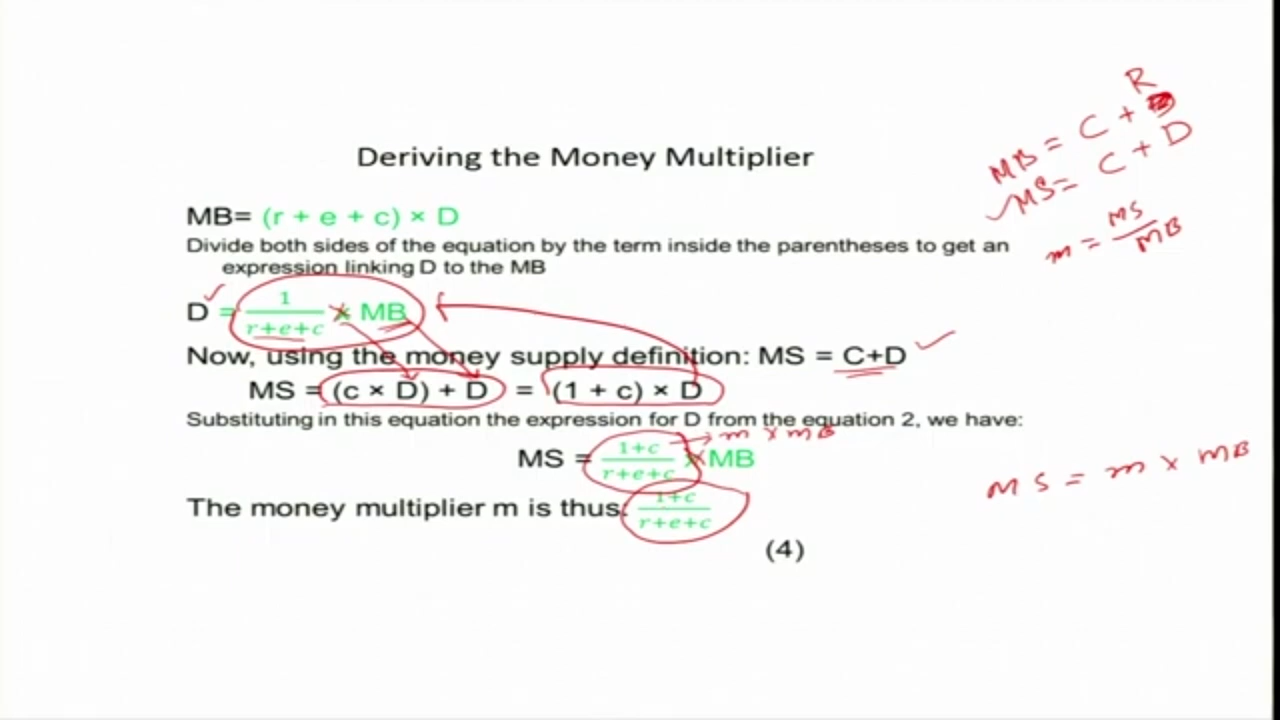 Deriving the Money Multiplier
MB= (r + e + c) × D
Divide both sides of the equation by the term inside the parentheses to get an
expression linking D to the MB
D = 1/(r+e+c) × MB
Now, using the money supply definition: MS = C+D
MS = (c × D) + D = (1 + c) × D
Substituting in this equation the expression for D from the equation 2, we have:
MS = (1+c)/(r+e+c) × MB
→ m × MB
The money multiplier m is thus: (1+c)/(r+e+c)
(4)
MB = C + R
MS = C + D
m = MS/MB
MS = m × MB